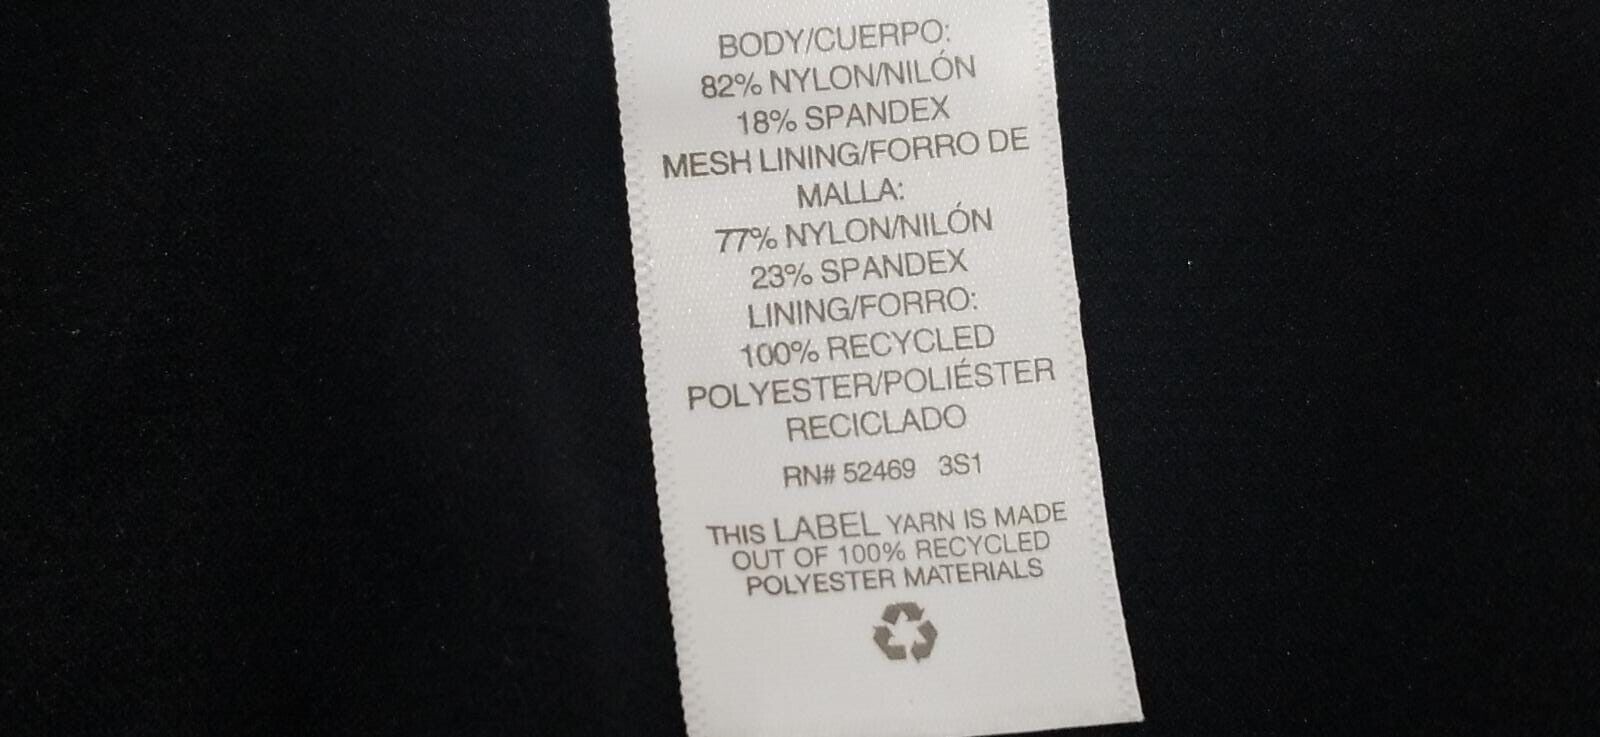 BODY/CUERPO:
82% NYLON/NILÓN
18% SPANDEX
MESH LINING/FORRO DE
MALLA:
77% NYLON/NILÓN
23% SPANDEX
LINING/FORRO:
100% RECYCLED
POLYESTER/POLIÉSTER
RECICLADO
RN# 52469 3S1
THIS LABEL YARN IS MADE
OUT OF 100% RECYCLED
POLYESTER MATERIALS